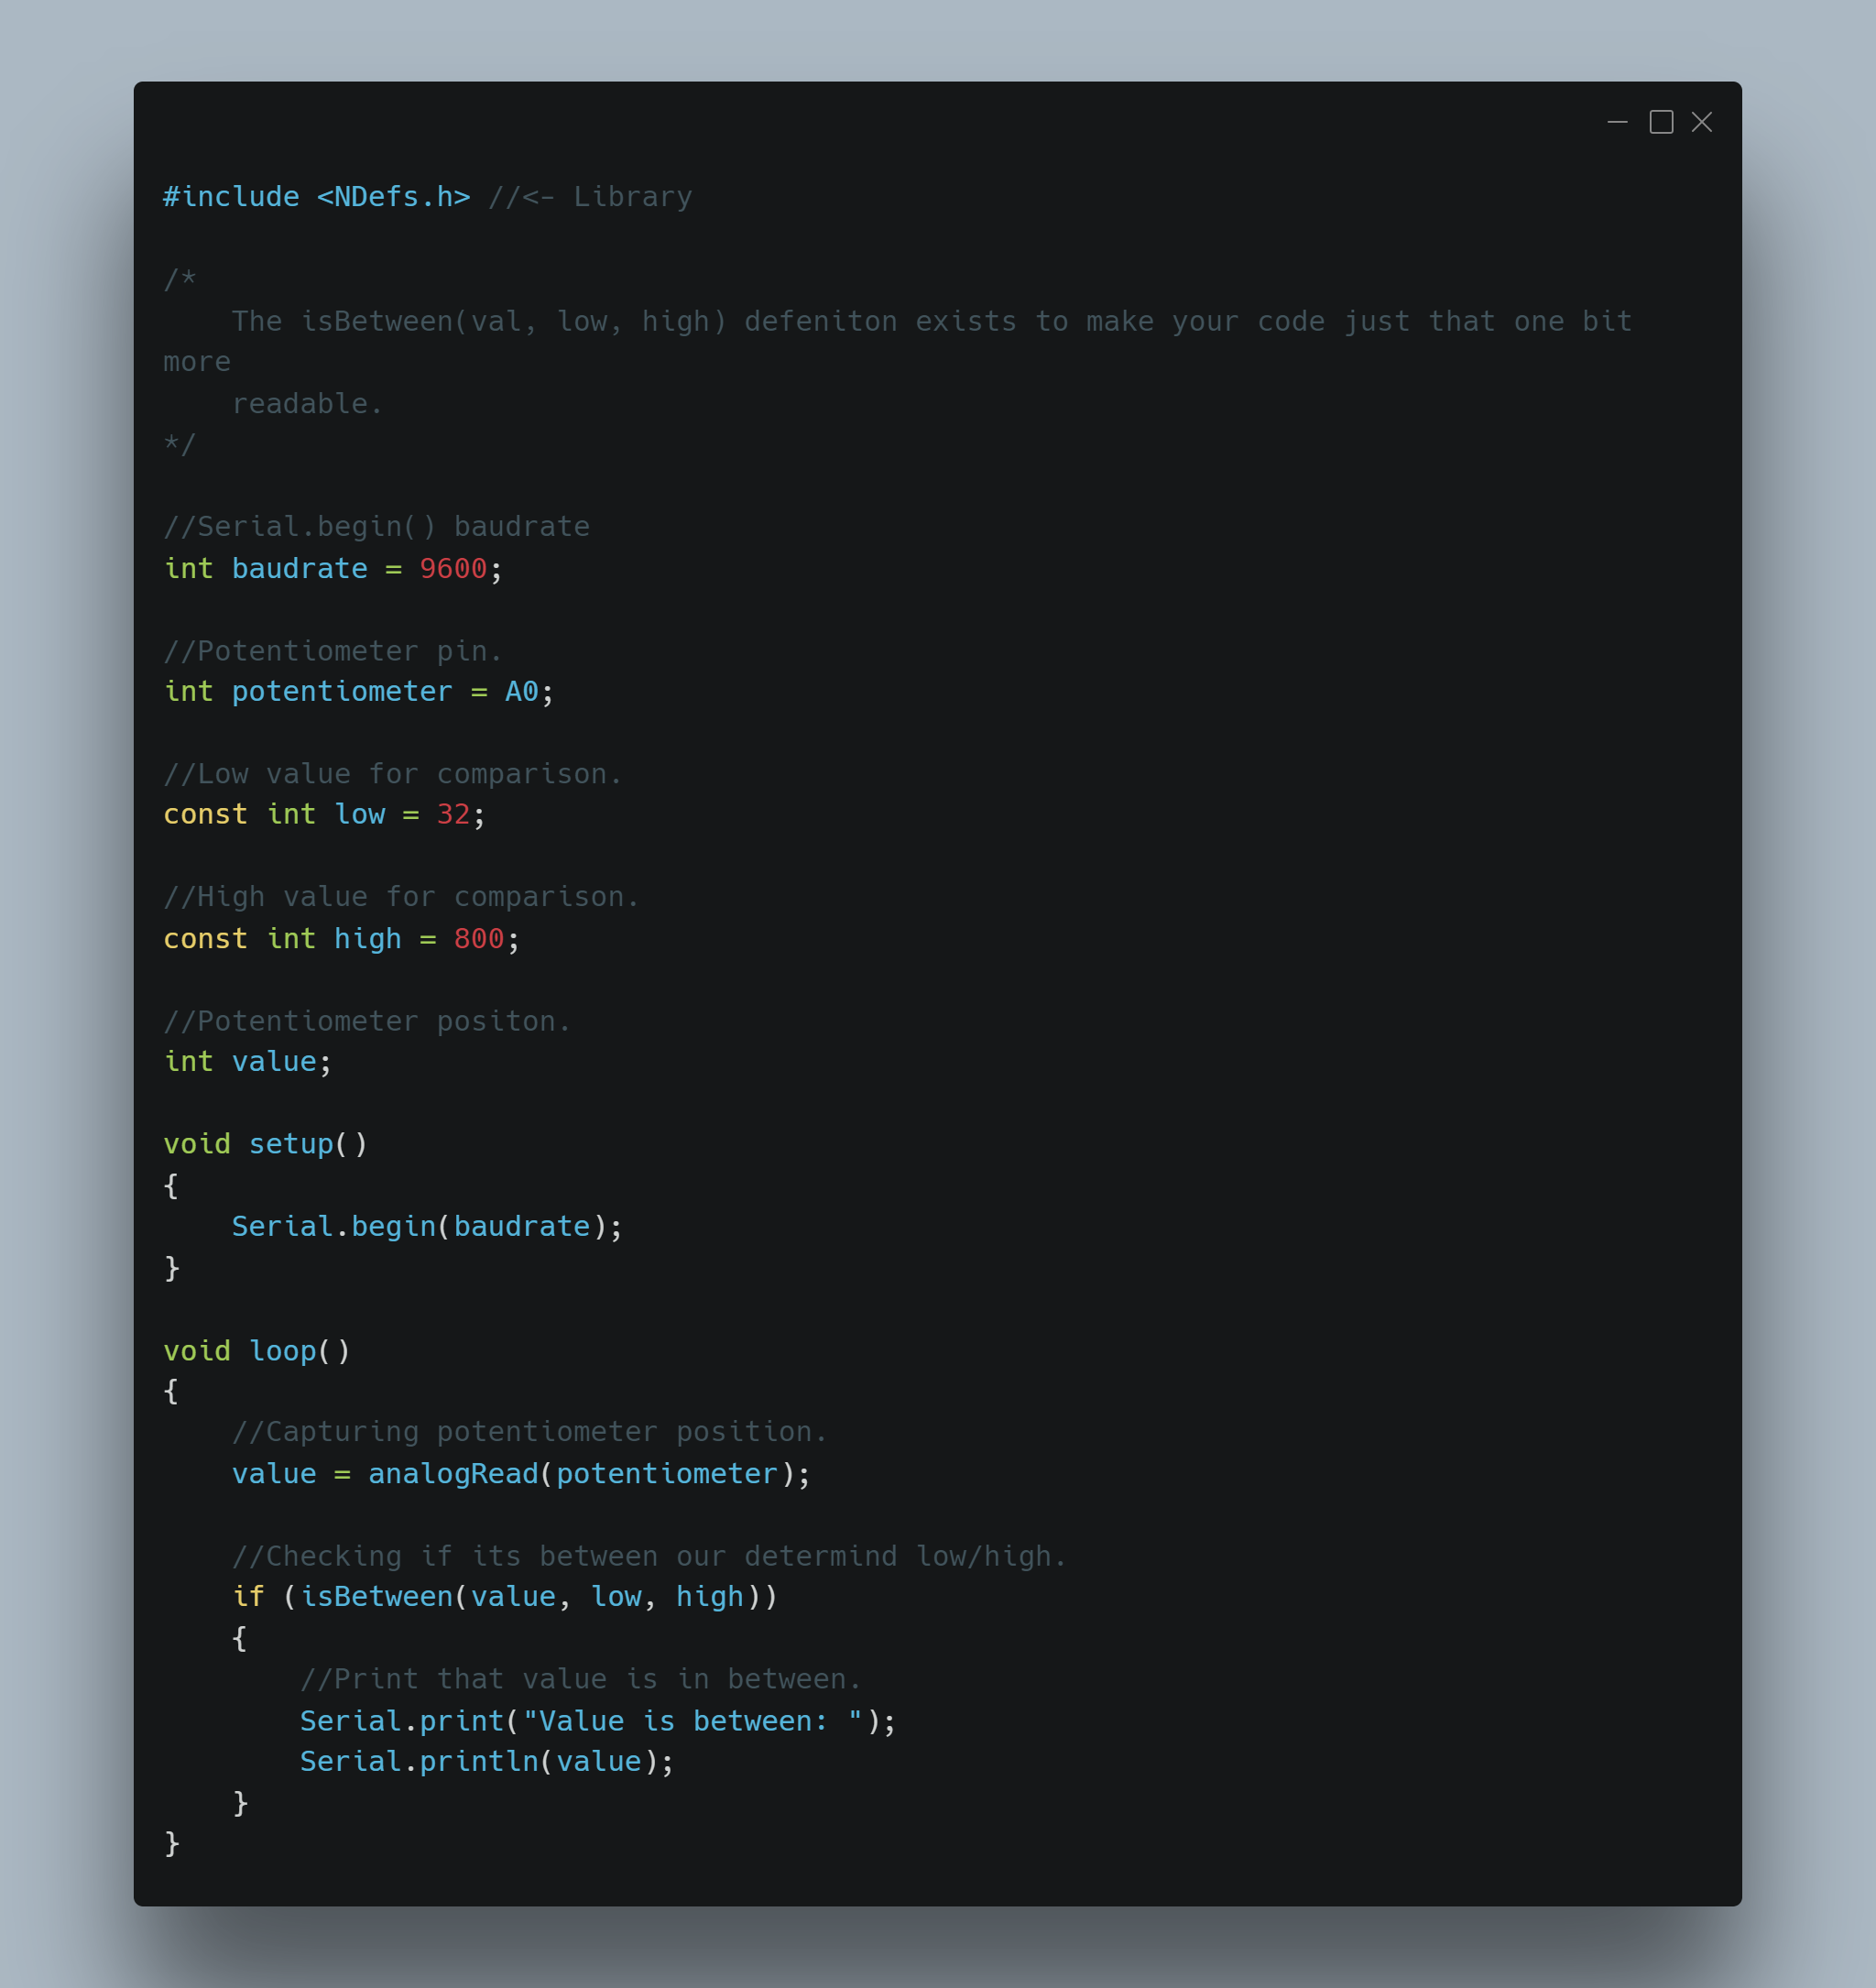 #include <NDefs.h> //<- Library
/*
    The isBetween(val, low, high) defeniton exists to make your code just that one bit
more
    readable.
*/
//Serial.begin() baudrate
int baudrate = 9600;
//Potentiometer pin.
int potentiometer = A0;
//Low value for comparison.
const int low = 32;
//High value for comparison.
const int high = 800;
//Potentiometer positon.
int value;
void setup()
{
    Serial.begin(baudrate);
}
void loop()
{
    //Capturing potentiometer position.
    value = analogRead(potentiometer);
    //Checking if its between our determind low/high.
    if (isBetween(value, low, high))
    {
        //Print that value is in between.
        Serial.print("Value is between: ");
        Serial.println(value);
    }
}